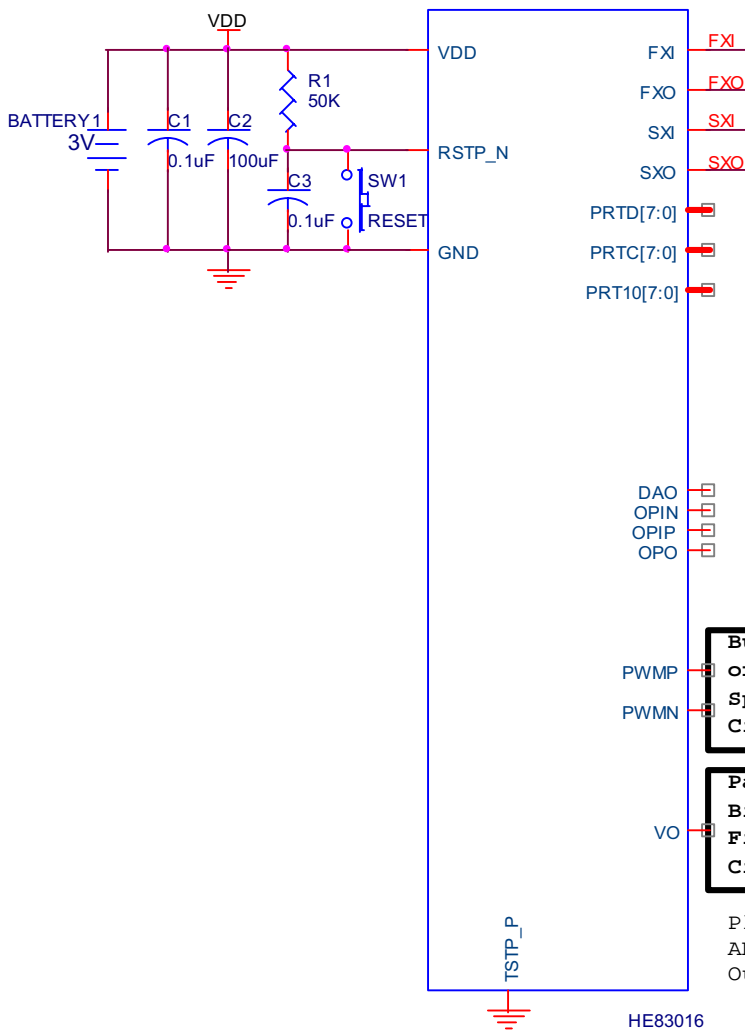 VDD
BATTERY1
3V
C1
0.1uF
C2
100uF
R1
50K
C3
0.1uF
SW1
RESET
VDD
RSTP_N
GND
FXI
FXO
SXI
SXO
PRTD[7:0]
PRTC[7:0]
PRT10[7:0]
DAO
OPIN
OPIP
OPO
PWMP
PWMN
VO
TSTP_P
FXI
FXO
SXI
SXO
HE83016